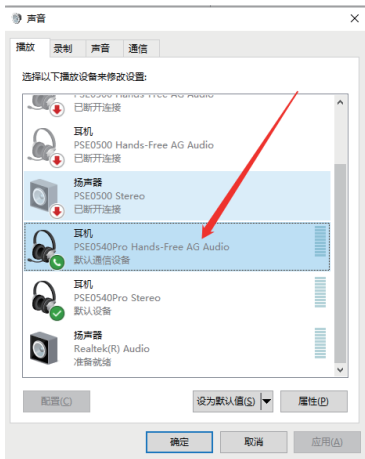 声音
播放 录制 声音 通信
选择以下播放设备来修改设置:
PSE0500 Hands-Free AG Audio
已断开连接
耳机
PSE0500 Hands-Free AG Audio
已断开连接
扬声器
PSE0500 Stereo
已断开连接
耳机
PSE0540Pro Hands-Free AG Audio
默认通信设备
耳机
PSE0540Pro Stereo
默认设备
扬声器
Realtek(R) Audio
准备就绪
配置(C) 设为默认值(S) 属性(P)
确定 取消 应用(A)